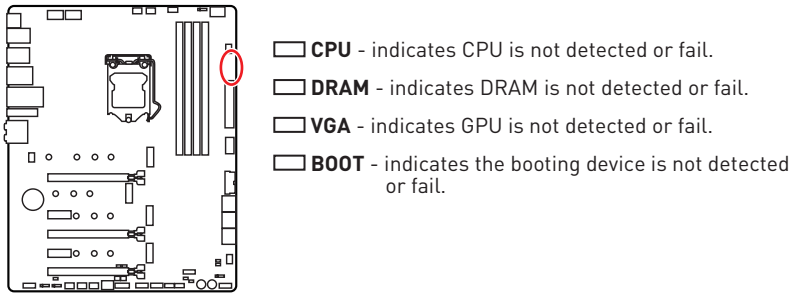 CPU - indicates CPU is not detected or fail.
DRAM - indicates DRAM is not detected or fail.
VGA - indicates GPU is not detected or fail.
BOOT - indicates the booting device is not detected
or fail.